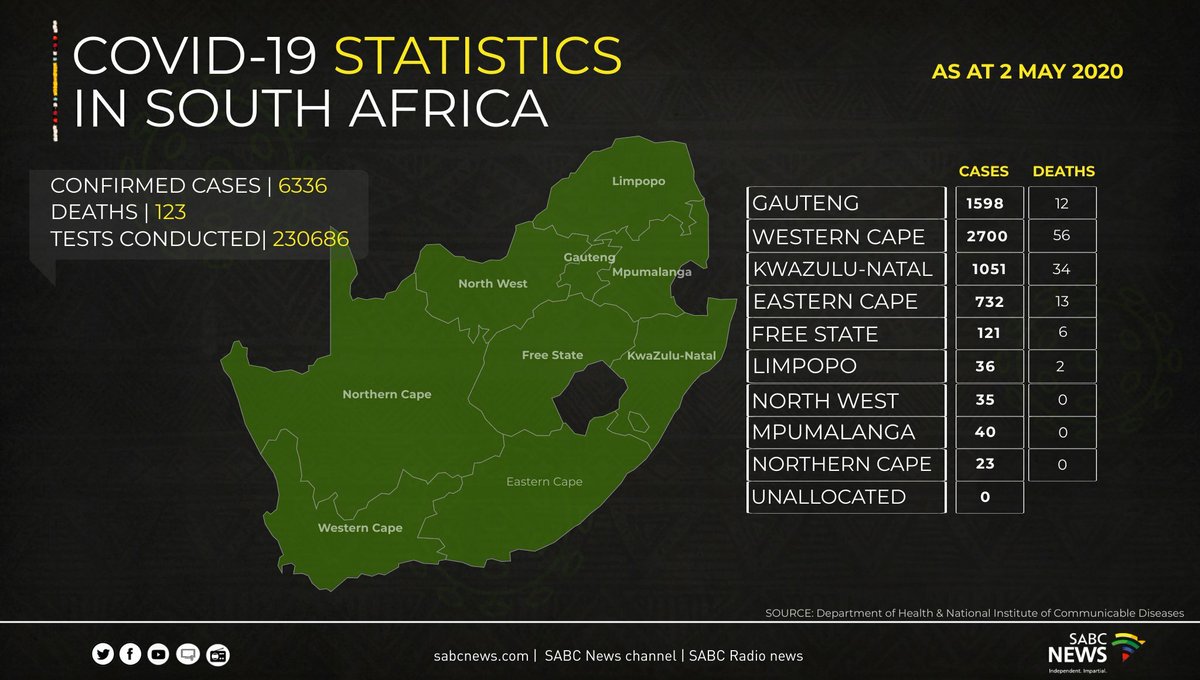 COVID-19 STATISTICS
IN SOUTH AFRICA
AS AT 2 MAY 2020
CONFIRMED CASES | 6336
DEATHS | 123
TESTS CONDUCTED| 230686
Limpopo
Gauteng
Mpumalanga
North West
Free State
KwaZulu-Natal
Northern Cape
Eastern Cape
Western Cape
CASES DEATHS
GAUTENG 1598 12
WESTERN CAPE 2700 56
KWAZULU-NATAL 1051 34
EASTERN CAPE 732 13
FREE STATE 121 6
LIMPOPO 36 2
NORTH WEST 35 0
MPUMALANGA 40 0
NORTHERN CAPE 23 0
UNALLOCATED 0
SOURCE: Department of Health & National Institute of Communicable Diseases
sabcnews.com | SABC News channel | SABC Radio news
SABC
NEWS
Independent. Impartial.